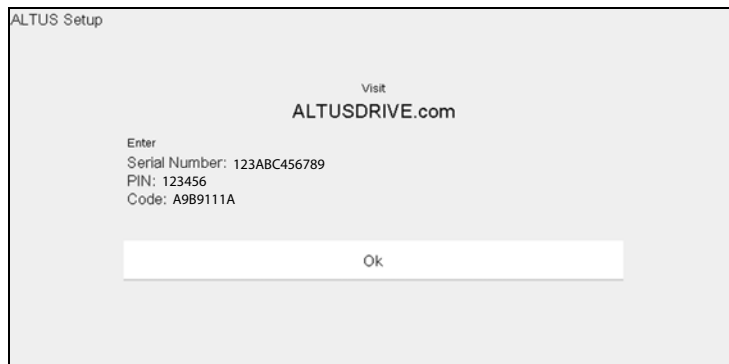 ALTUS Setup
Visit
ALTUSDRIVE.com
Enter
Serial Number: 123ABC456789
PIN: 123456
Code: A9B9111A
Ok